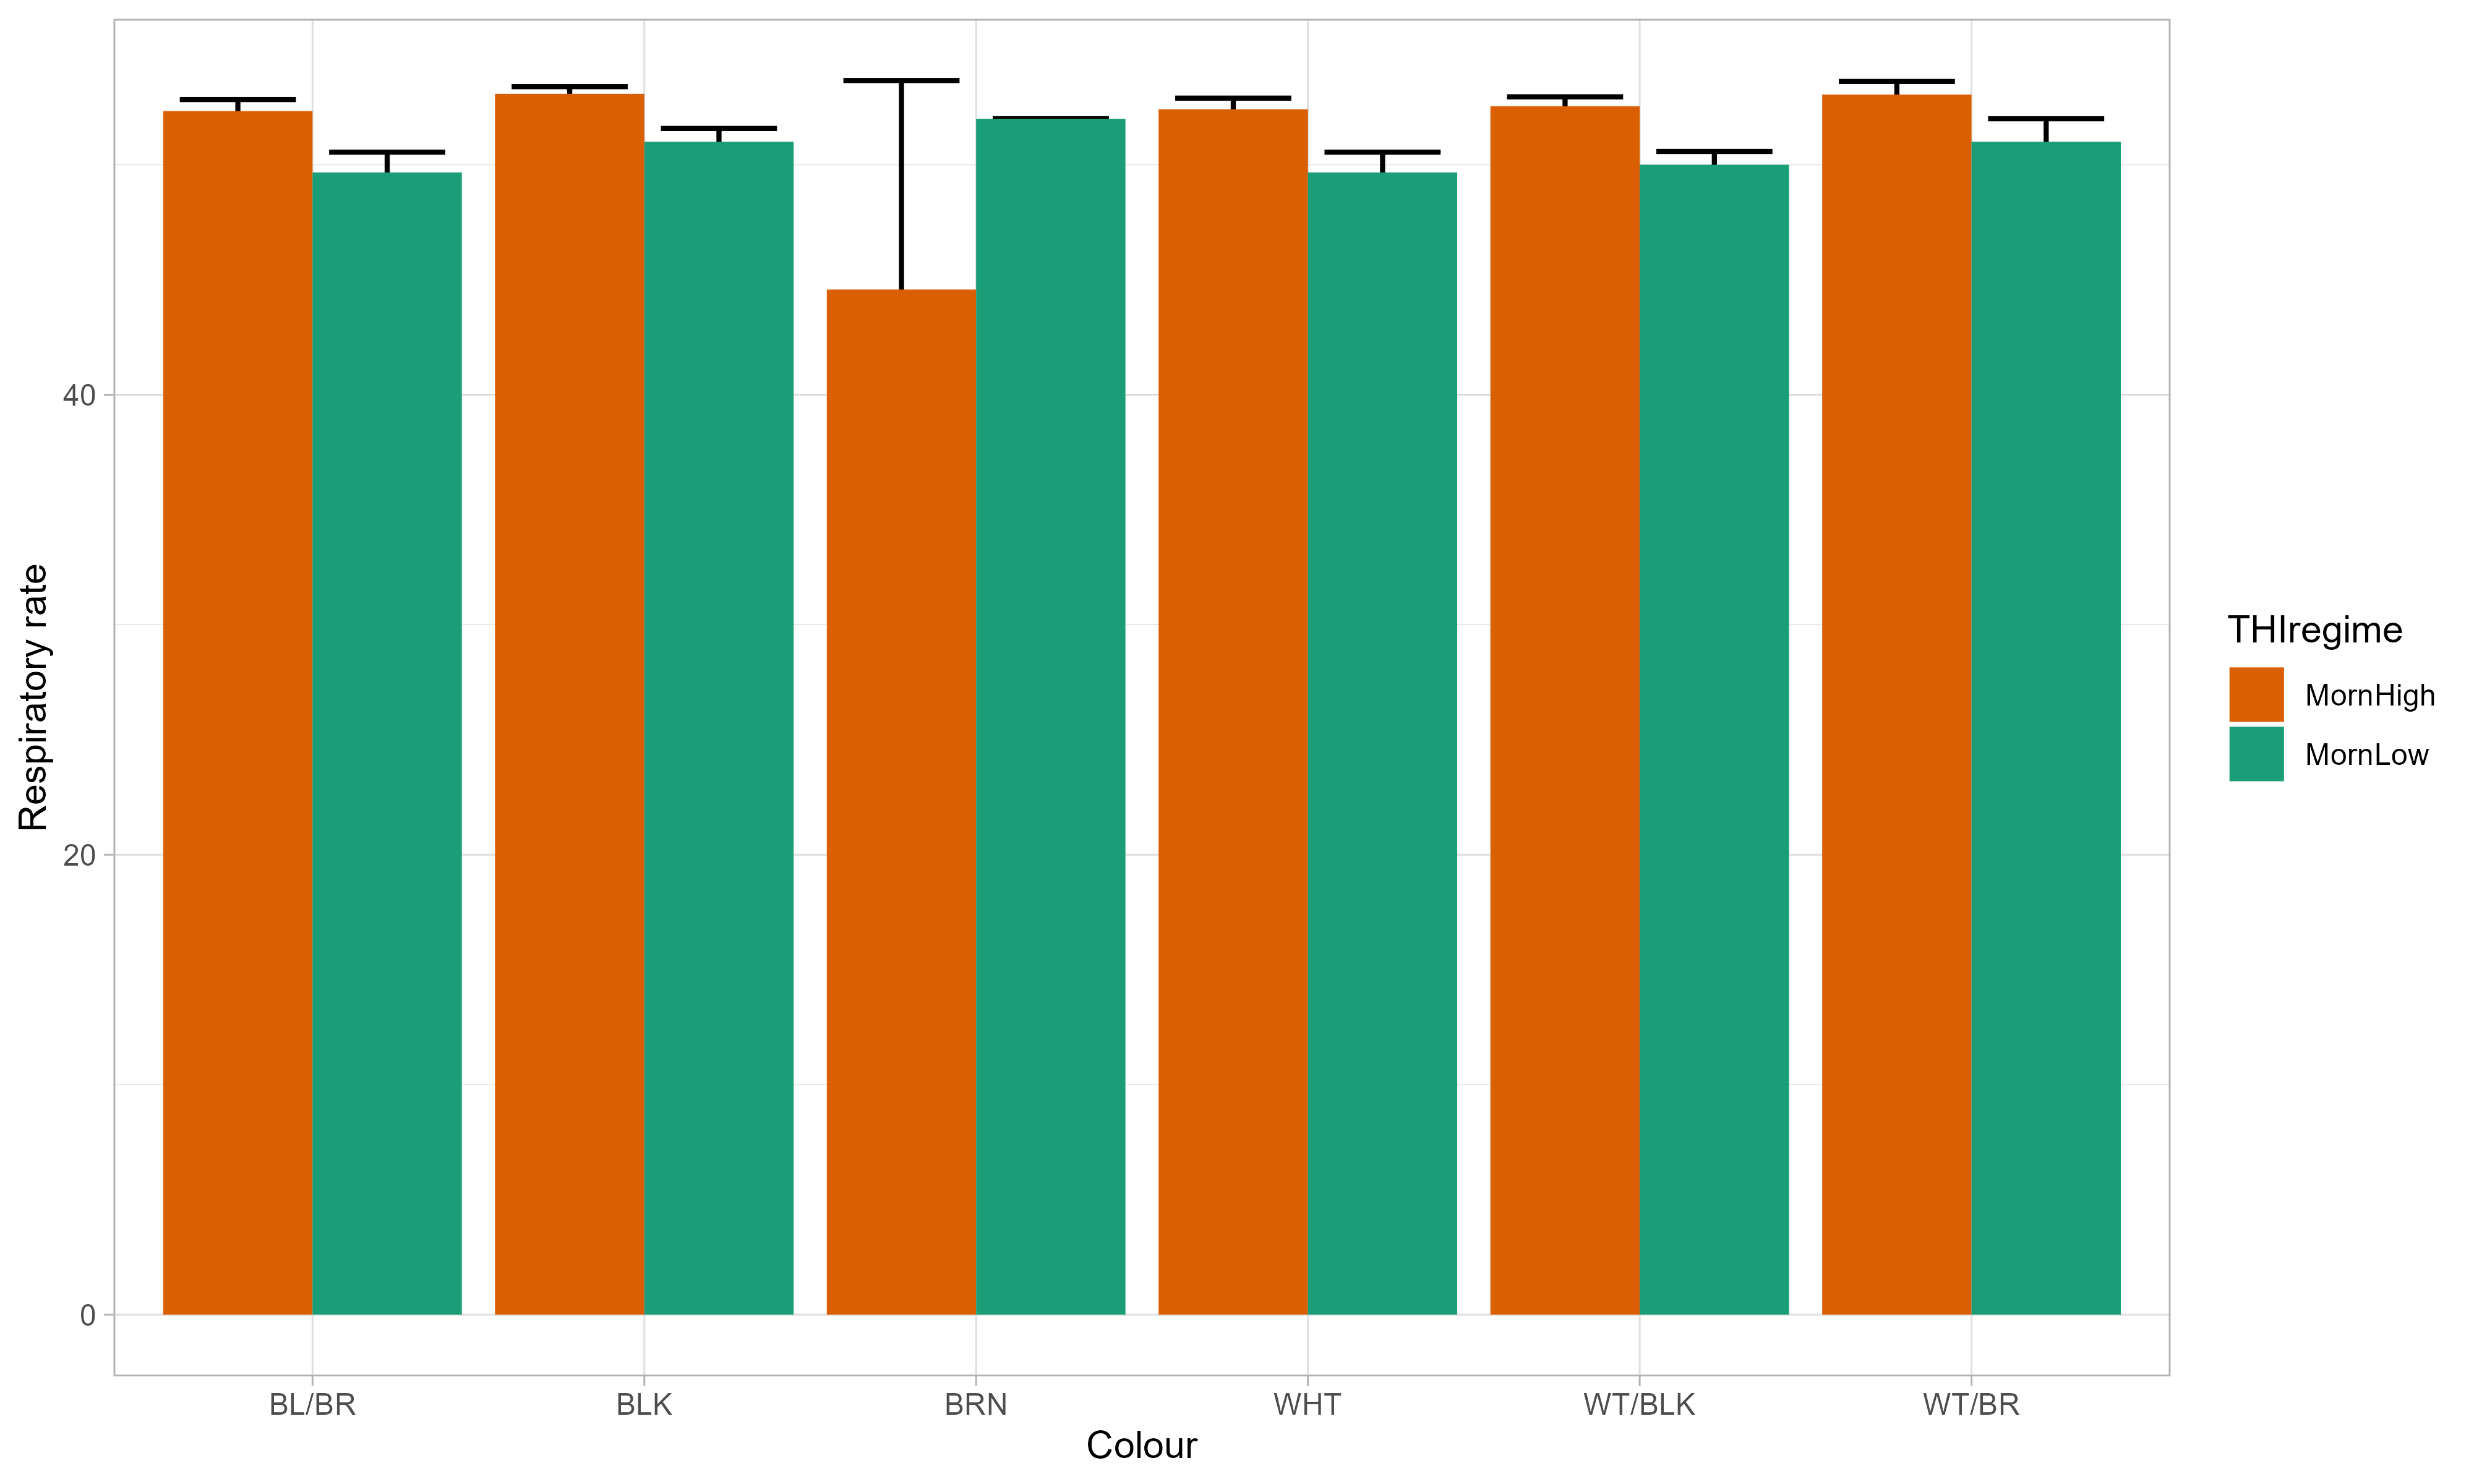 Respiratory rate
40
20
0
BL/BR
BLK
BRN
WHT
WT/BLK
WT/BR
Colour
THIregime
MornHigh
MornLow